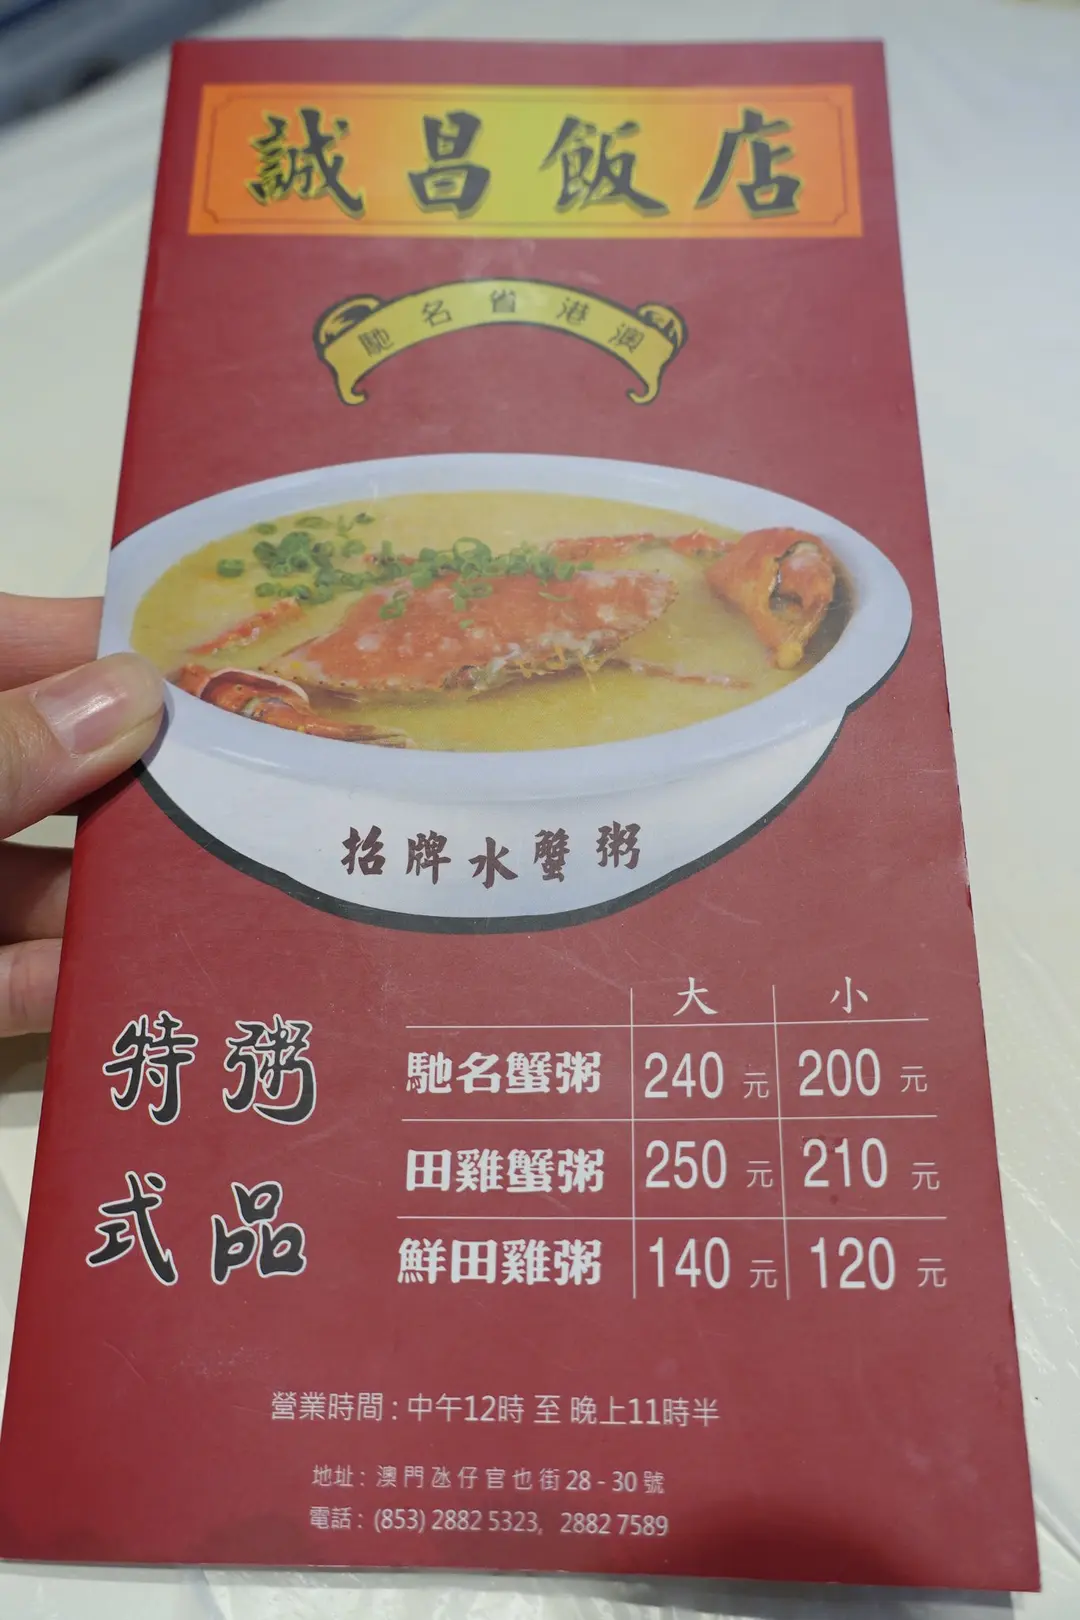 誠昌飯店
馳名省港澳
招牌水蟹粥
特式粥品
大 小
馳名蟹粥 240元 200元
田雞蟹粥 250元 210元
鮮田雞粥 140元 120元
營業時間 : 中午12時 至 晚上11時半
地址 : 澳門氹仔官也街 28 - 30 號
電話 : (853) 2882 5323, 2882 7589